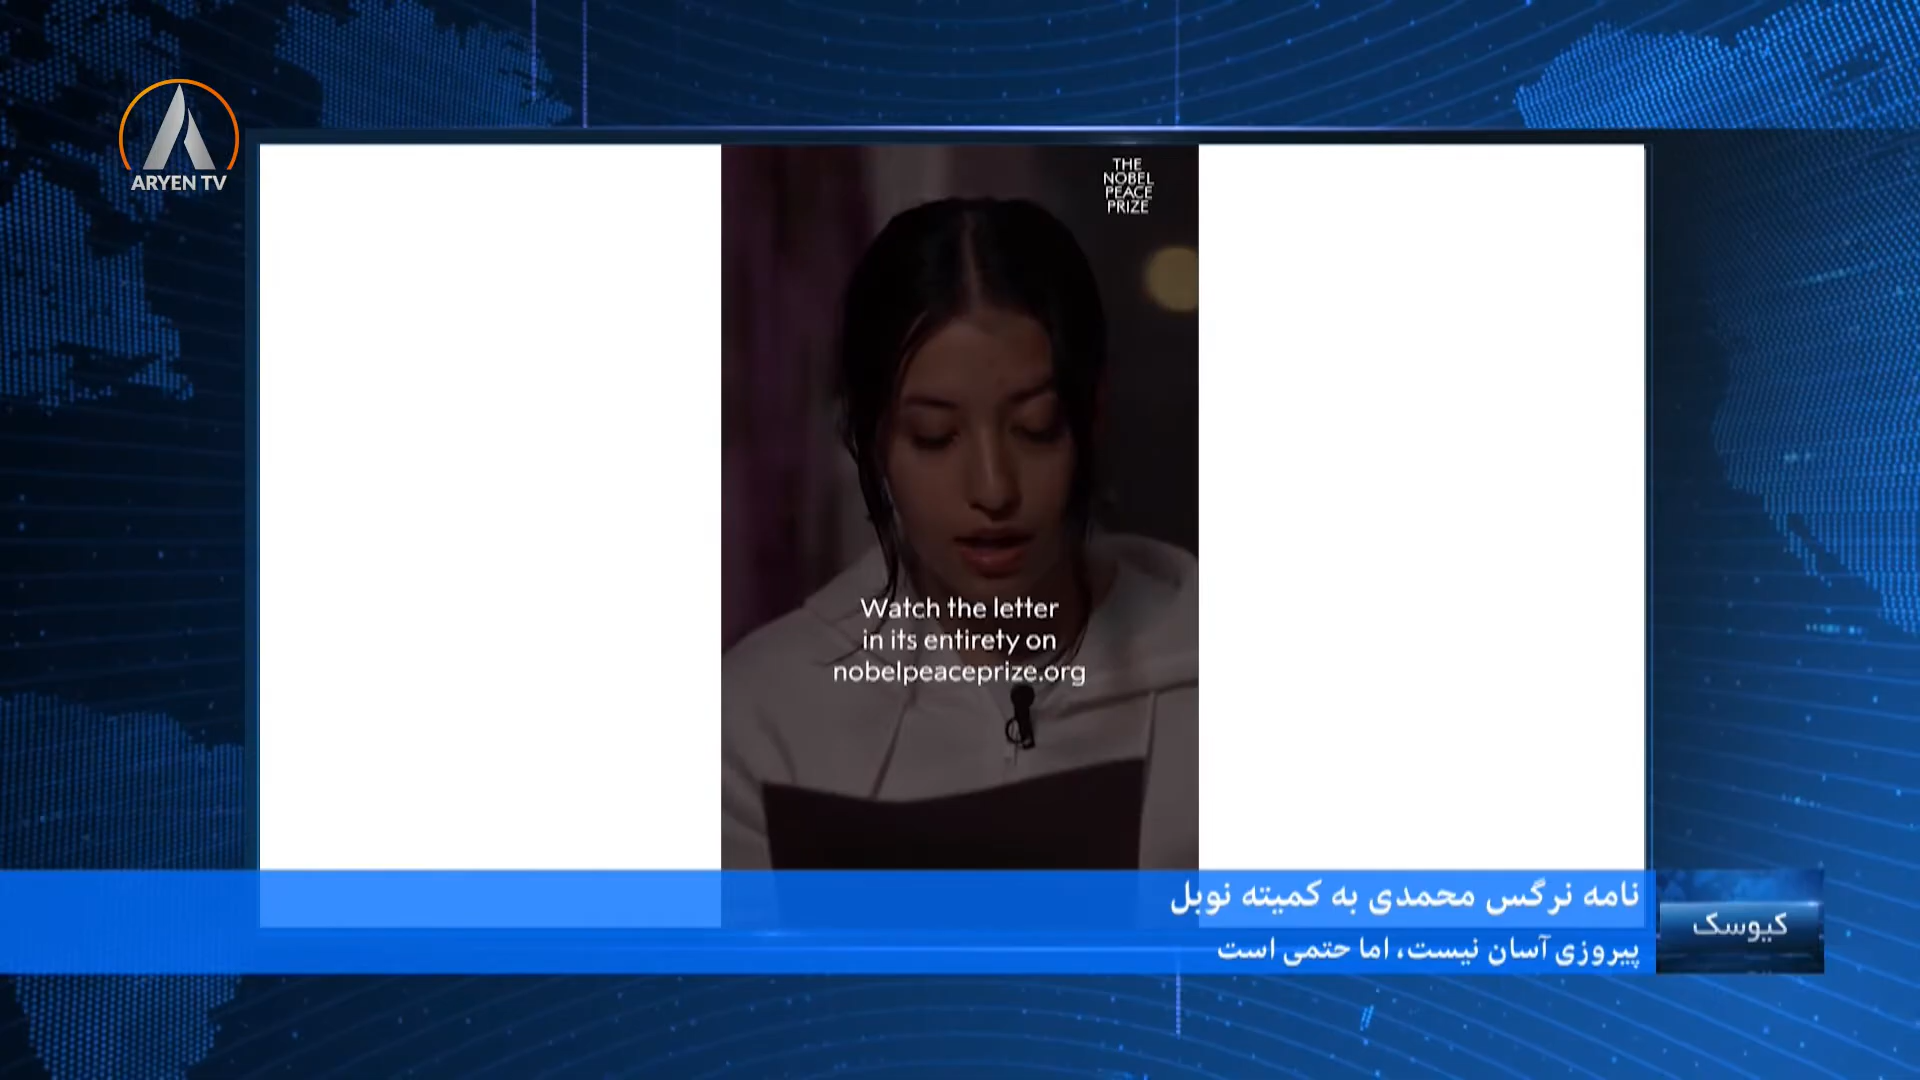 ARYEN TV
THE
NOBEL
PEACE
PRIZE
Watch the letter
in its entirety on
nobelpeaceprize.org
نامه نرگس محمدی به کمیته نوبل
پیروزی آسان نیست، اما حتمی است
کیوسک